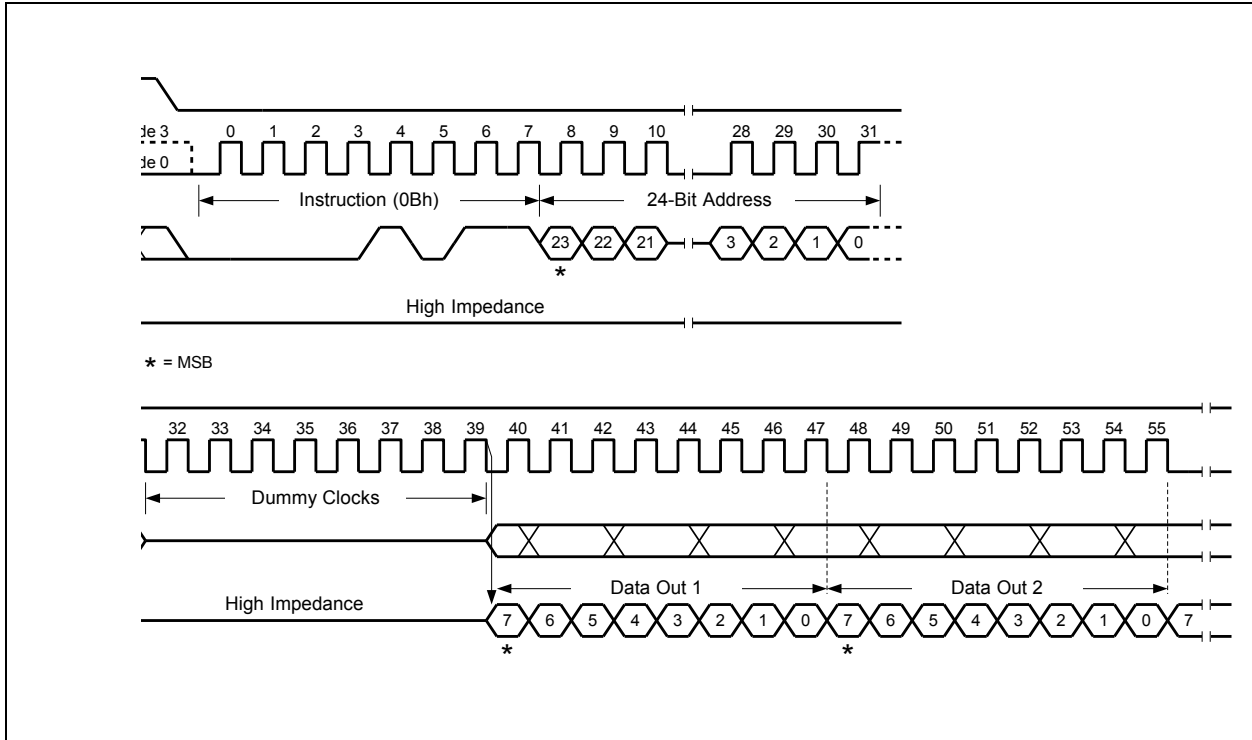 de 3 0 1 2 3 4 5 6 7 8 9 10 28 29 30 31
de 0
Instruction (0Bh) 24-Bit Address
23 22 21 3 2 1 0
*
High Impedance
* = MSB
32 33 34 35 36 37 38 39 40 41 42 43 44 45 46 47 48 49 50 51 52 53 54 55
Dummy Clocks
Data Out 1 Data Out 2
High Impedance
7 6 5 4 3 2 1 0 7 6 5 4 3 2 1 0 7
* *